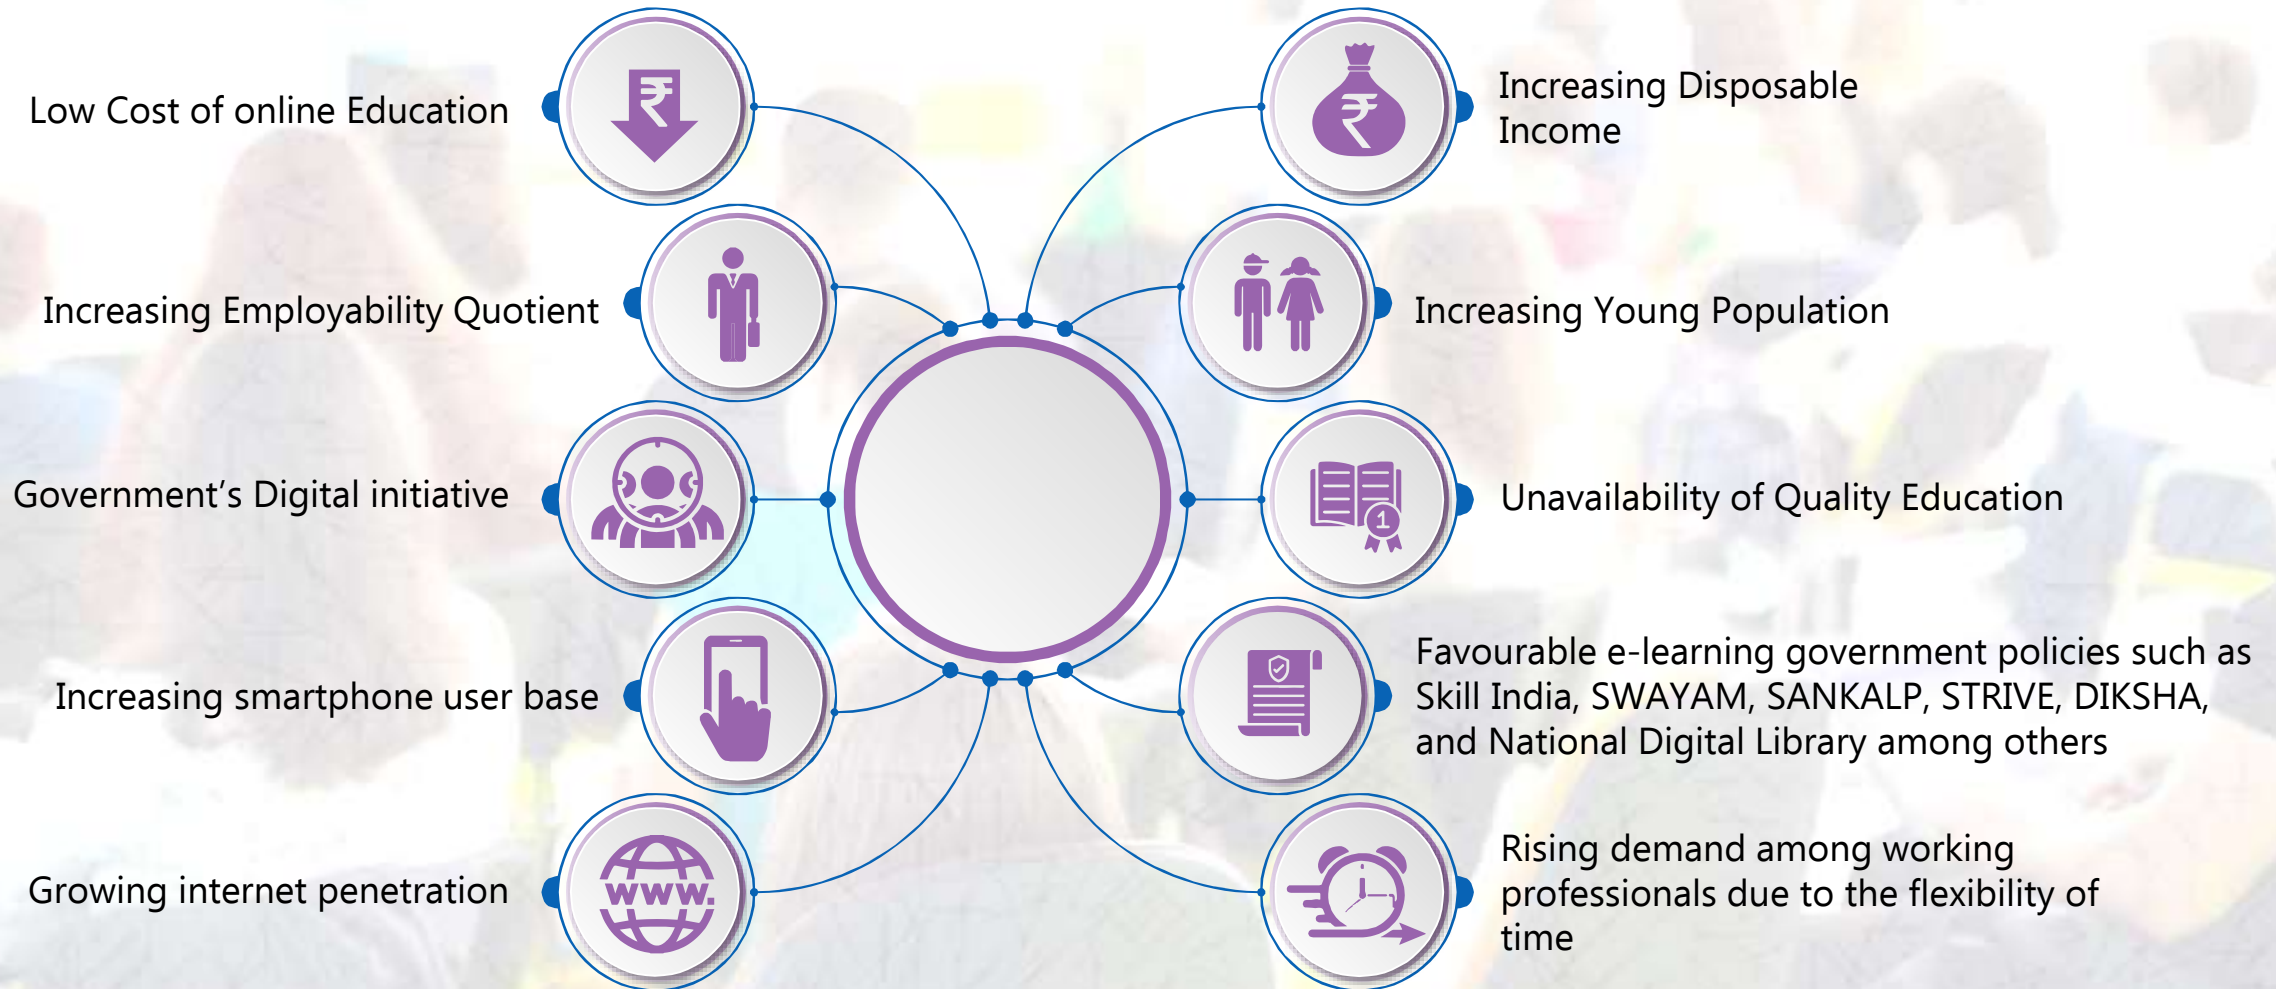 Low Cost of online Education
Increasing Employability Quotient
Government’s Digital initiative
Increasing smartphone user base
Growing internet penetration
www.
Increasing Disposable
Income
Increasing Young Population
1
Unavailability of Quality Education
Favourable e-learning government policies such as
Skill India, SWAYAM, SANKALP, STRIVE, DIKSHA,
and National Digital Library among others
Rising demand among working
professionals due to the flexibility of
time
₹
₹